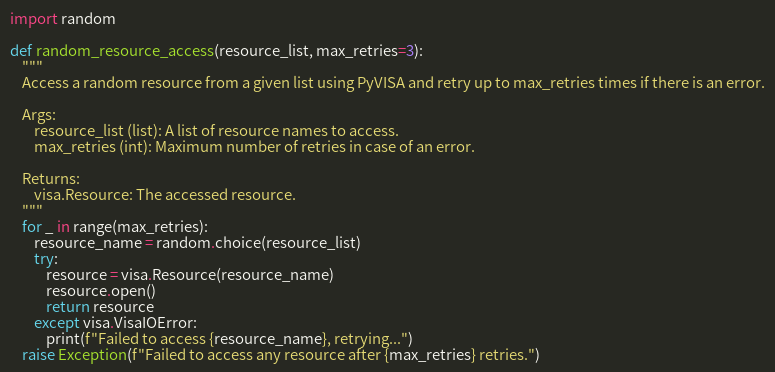 import random

def random_resource_access(resource_list, max_retries=3):
    """
    Access a random resource from a given list using PyVISA and retry up to max_retries times if there is an error.

    Args:
        resource_list (list): A list of resource names to access.
        max_retries (int): Maximum number of retries in case of an error.

    Returns:
        visa.Resource: The accessed resource.
    """
    for _ in range(max_retries):
        resource_name = random.choice(resource_list)
        try:
            resource = visa.Resource(resource_name)
            resource.open()
            return resource
        except visa.VisaIOError:
            print(f"Failed to access {resource_name}, retrying...")
    raise Exception(f"Failed to access any resource after {max_retries} retries.")